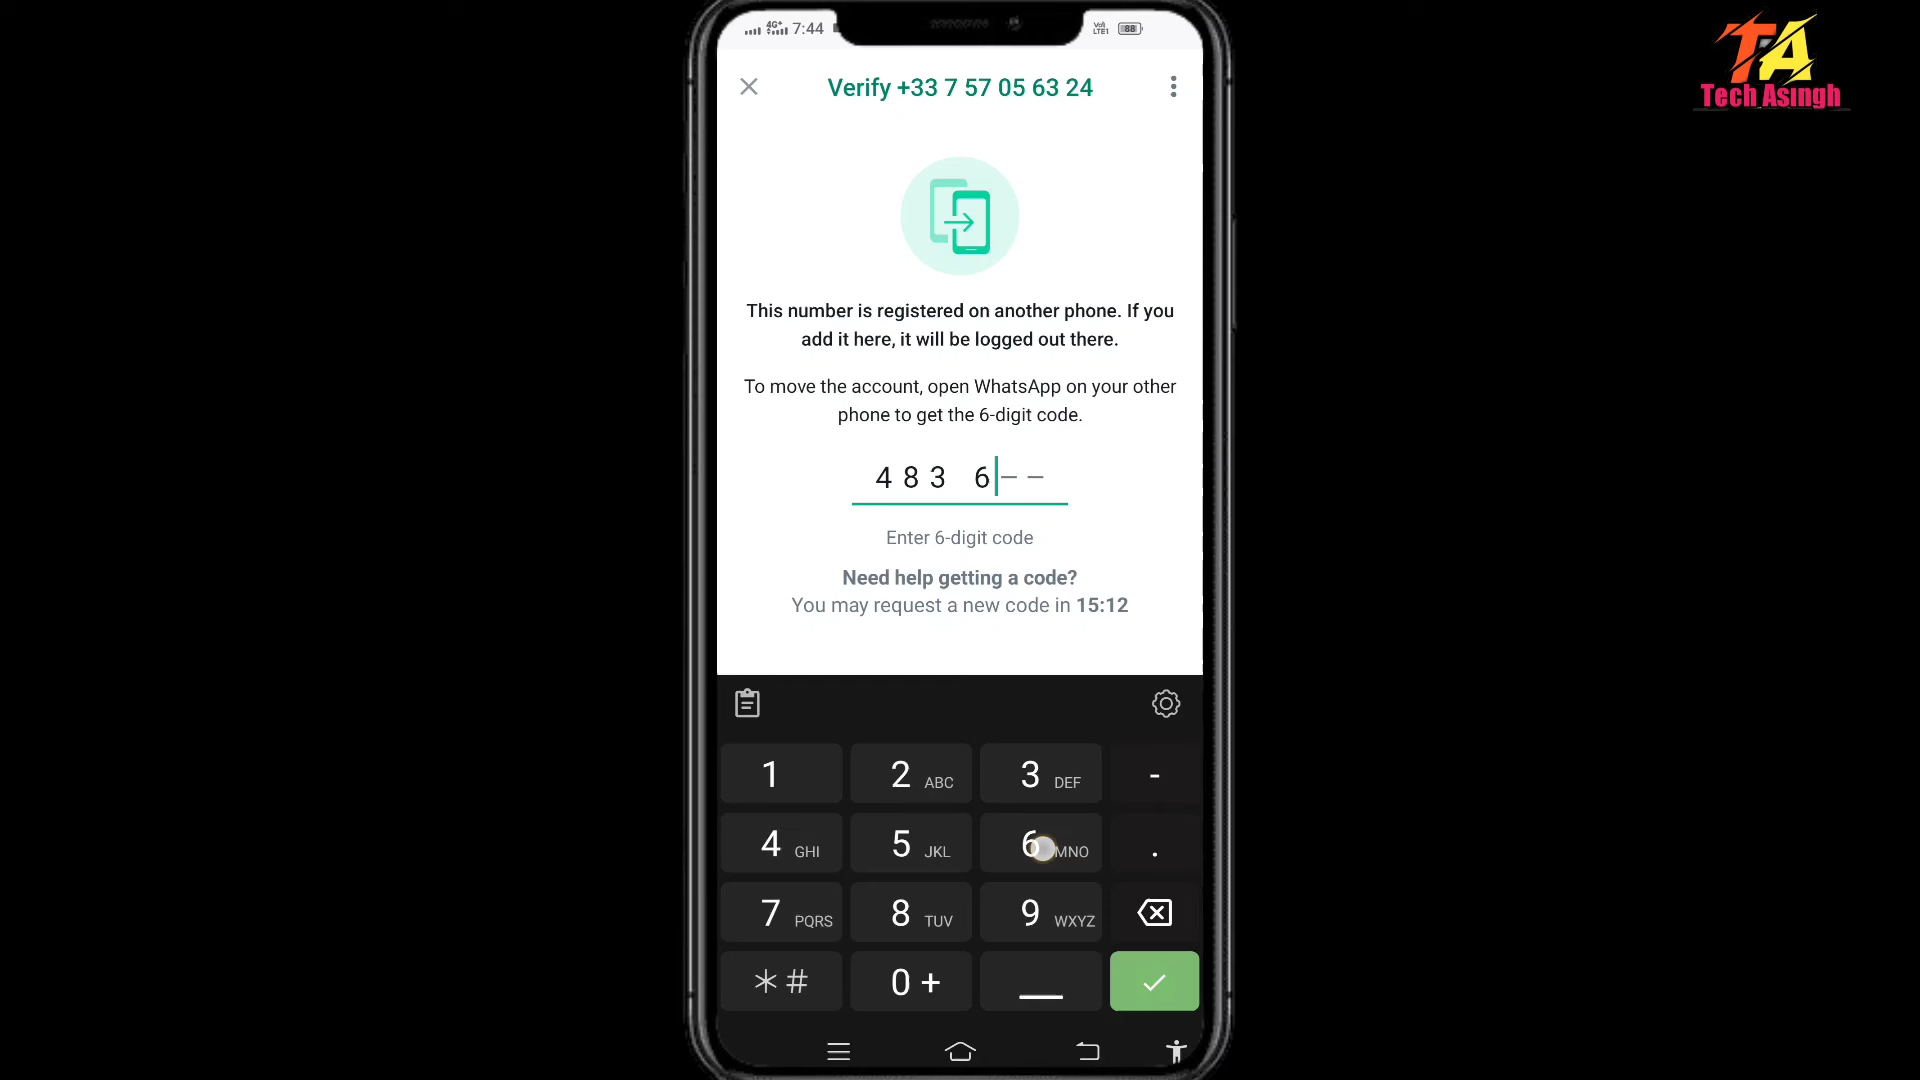 4G+ 7:44
Volt LTE1 88
TA
Tech Asingh
Verify +33 7 57 05 63 24
This number is registered on another phone. If you
add it here, it will be logged out there.
To move the account, open WhatsApp on your other
phone to get the 6-digit code.
4 8 3 6 – –
Enter 6-digit code
Need help getting a code?
You may request a new code in 15:12
1 2 ABC 3 DEF -
4 GHI 5 JKL 6 MNO .
7 PQRS 8 TUV 9 WXYZ
*# 0 +